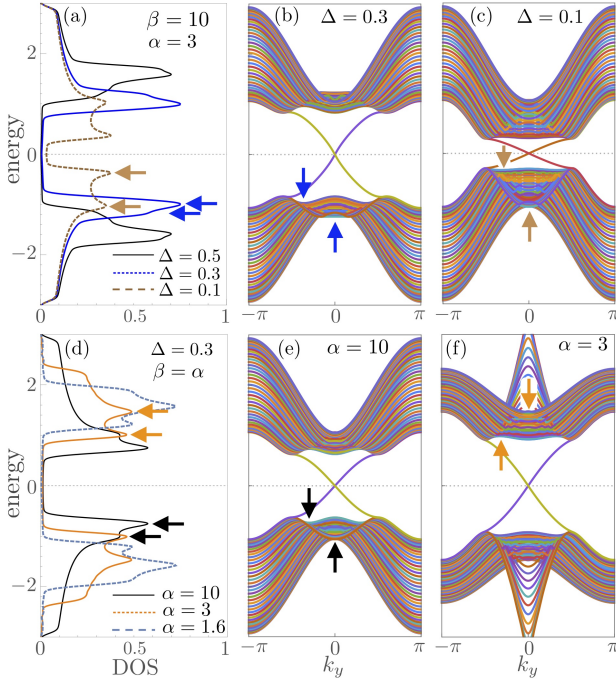 (a) β = 10
α = 3
(b) Δ = 0.3
(c) Δ = 0.1
energy
2
0
−2
Δ = 0.5
Δ = 0.3
Δ = 0.1
0 0.5 1
−π 0 π
−π 0 π
(d) Δ = 0.3
β = α
(e) α = 10
(f) α = 3
energy
2
0
−2
α = 10
α = 3
α = 1.6
0 0.5 1
DOS
−π 0 π
k_y
−π 0 π
k_y